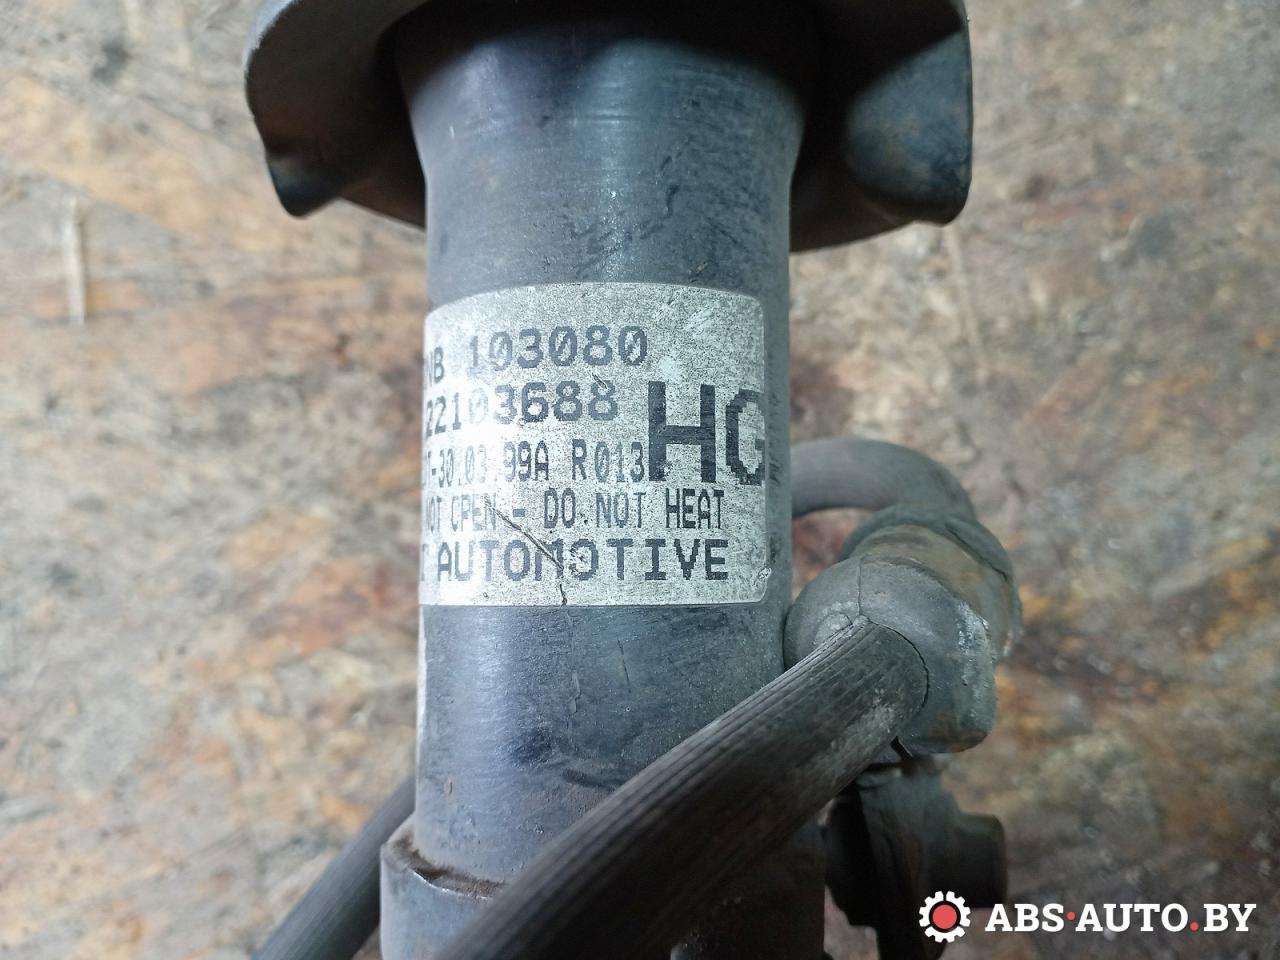 NB 103080
22103688 HG
T-30.03.99A R013
NOT OPEN - DO NOT HEAT
AUTOMOTIVE
ABS·AUTO.BY